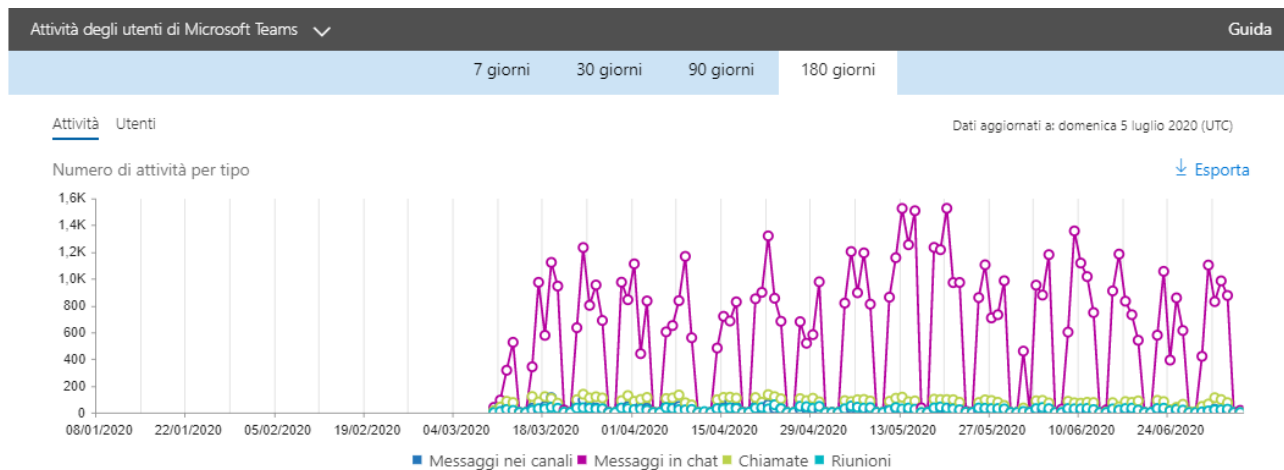 Attività degli utenti di Microsoft Teams Guida
7 giorni 30 giorni 90 giorni 180 giorni
Attività Utenti Dati aggiornati a: domenica 5 luglio 2020 (UTC)
Numero di attività per tipo Esporta
1,6K
1,4K
1,2K
1,0K
800
600
400
200
0
08/01/2020 22/01/2020 05/02/2020 19/02/2020 04/03/2020 18/03/2020 01/04/2020 15/04/2020 29/04/2020 13/05/2020 27/05/2020 10/06/2020 24/06/2020
Messaggi nei canali Messaggi in chat Chiamate Riunioni